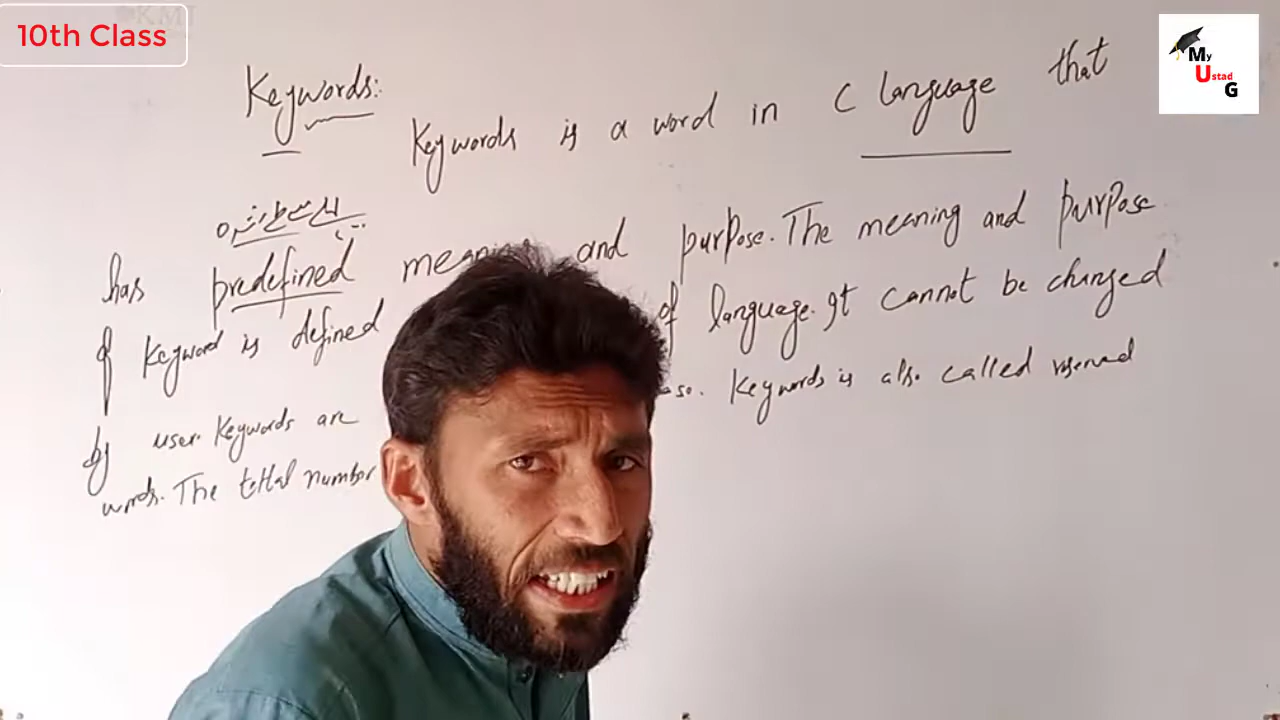 10th Class
My
Ustad
G
Keywords:
Keywords is a word in C language that
has predefined meaning and purpose. The meaning and purpose
of Keyword is defined of language. It cannot be changed
by user. Keywords are Keywords is also called reserved
words. The tottal number